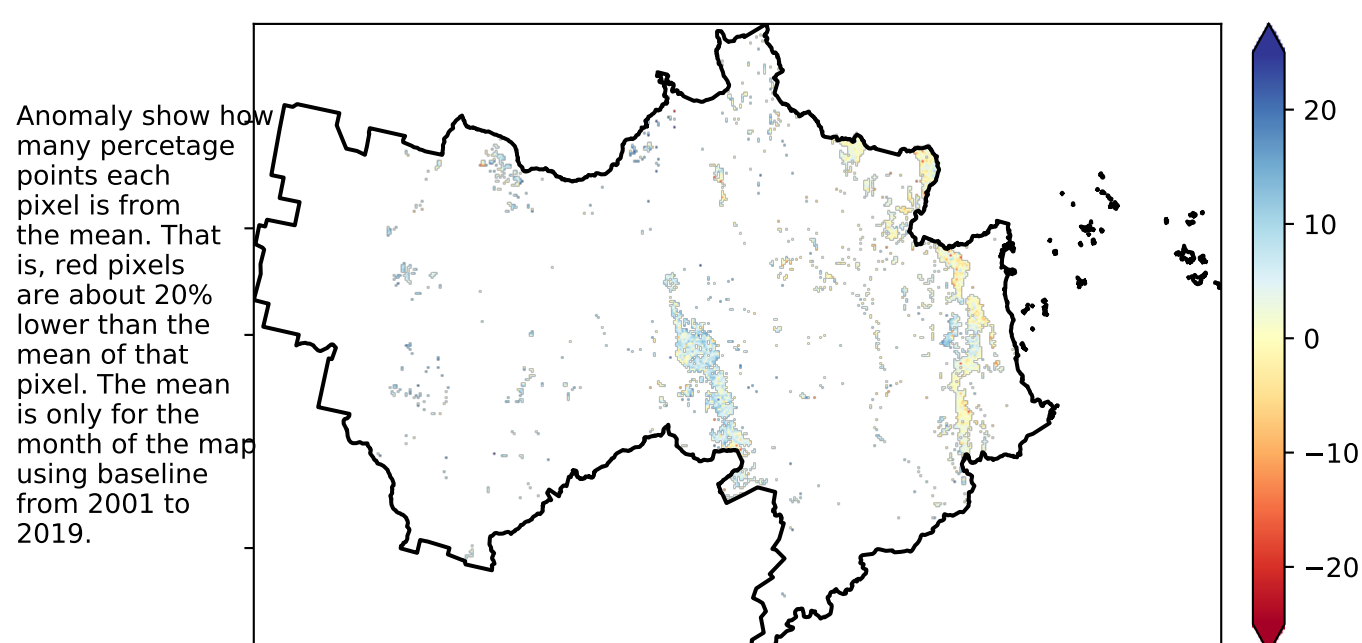 Anomaly show how
many percetage
points each
pixel is from
the mean. That
is, red pixels
are about 20%
lower than the
mean of that
pixel. The mean
is only for the
month of the map
using baseline
from 2001 to
2019.
20
10
0
−10
−20